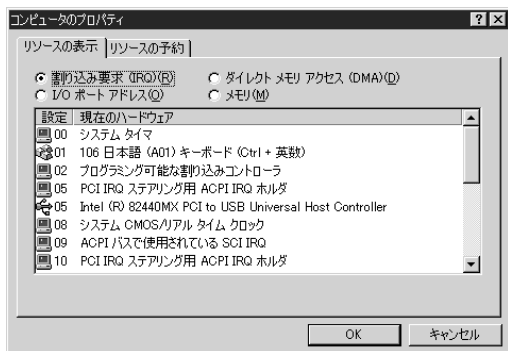 コンピュータのプロパティ
リソースの表示 リソースの予約
割り込み要求 (IRQ)(R) ダイレクト メモリ アクセス (DMA)(D)
I/O ポート アドレス(O) メモリ(M)
設定 現在のハードウェア
00 システム タイマ
01 106 日本語 (A01) キーボード (Ctrl + 英数)
02 プログラミング可能な割り込みコントローラ
05 PCI IRQ ステアリング用 ACPI IRQ ホルダ
05 Intel (R) 82440MX PCI to USB Universal Host Controller
08 システム CMOS/リアル タイム クロック
09 ACPI バスで使用されている SCI IRQ
10 PCI IRQ ステアリング用 ACPI IRQ ホルダ
OK キャンセル